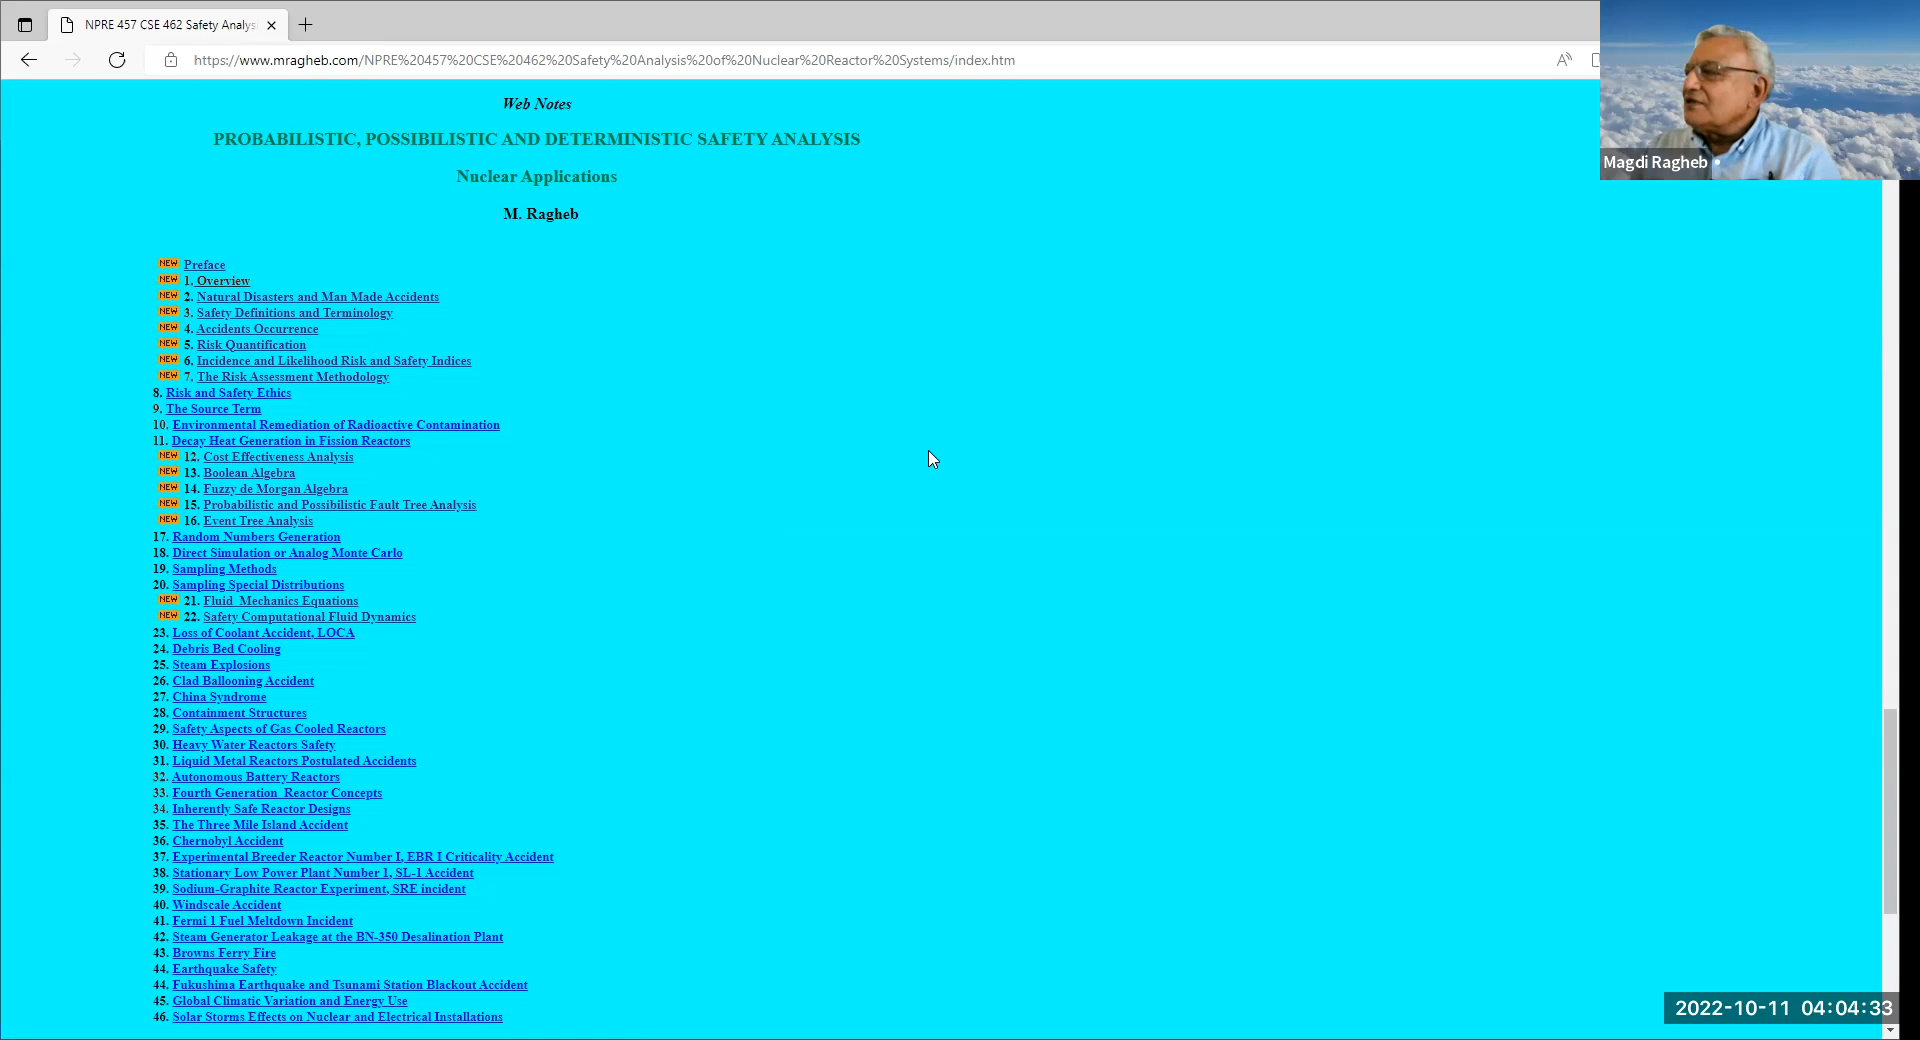 NPRE 457 CSE 462 Safety Analys
https://www.mragheb.com/NPRE%20457%20CSE%20462%20Safety%20Analysis%20of%20Nuclear%20Reactor%20Systems/index.htm
Magdi Ragheb
Web Notes
PROBABILISTIC, POSSIBILISTIC AND DETERMINISTIC SAFETY ANALYSIS
Nuclear Applications
M. Ragheb
NEW Preface
NEW 1. Overview
NEW 2. Natural Disasters and Man Made Accidents
NEW 3. Safety Definitions and Terminology
NEW 4. Accidents Occurrence
NEW 5. Risk Quantification
NEW 6. Incidence and Likelihood Risk and Safety Indices
NEW 7. The Risk Assessment Methodology
8. Risk and Safety Ethics
9. The Source Term
10. Environmental Remediation of Radioactive Contamination
11. Decay Heat Generation in Fission Reactors
NEW 12. Cost Effectiveness Analysis
NEW 13. Boolean Algebra
NEW 14. Fuzzy de Morgan Algebra
NEW 15. Probabilistic and Possibilistic Fault Tree Analysis
NEW 16. Event Tree Analysis
17. Random Numbers Generation
18. Direct Simulation or Analog Monte Carlo
19. Sampling Methods
20. Sampling Special Distributions
NEW 21. Fluid Mechanics Equations
NEW 22. Safety Computational Fluid Dynamics
23. Loss of Coolant Accident, LOCA
24. Debris Bed Cooling
25. Steam Explosions
26. Clad Ballooning Accident
27. China Syndrome
28. Containment Structures
29. Safety Aspects of Gas Cooled Reactors
30. Heavy Water Reactors Safety
31. Liquid Metal Reactors Postulated Accidents
32. Autonomous Battery Reactors
33. Fourth Generation Reactor Concepts
34. Inherently Safe Reactor Designs
35. The Three Mile Island Accident
36. Chernobyl Accident
37. Experimental Breeder Reactor Number I, EBR I Criticality Accident
38. Stationary Low Power Plant Number 1, SL-1 Accident
39. Sodium-Graphite Reactor Experiment, SRE incident
40. Windscale Accident
41. Fermi 1 Fuel Meltdown Incident
42. Steam Generator Leakage at the BN-350 Desalination Plant
43. Browns Ferry Fire
44. Earthquake Safety
44. Fukushima Earthquake and Tsunami Station Blackout Accident
45. Global Climatic Variation and Energy Use
46. Solar Storms Effects on Nuclear and Electrical Installations
2022-10-11 04:04:33